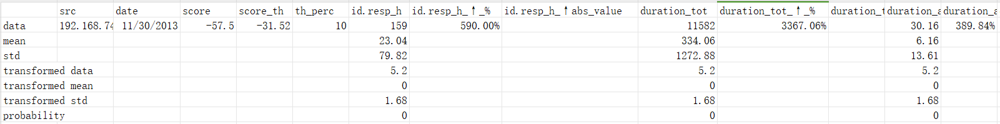 src date score score_th th_perc id.resp_h id.resp_h_↑_% id.resp_h_↑abs_value duration_tot duration_tot_↑_% duration_t duration_a duration_a
data 192.168.74 11/30/2013 -57.5 -31.52 10 159 590.00% 11582 3367.06% 30.16 389.84%
mean 23.04 334.06 6.16
std 79.82 1272.88 13.61
transformed data 5.2 5.2 5.2
transformed mean 0 0 0
transformed std 1.68 1.68 1.68
probability 0 0 0